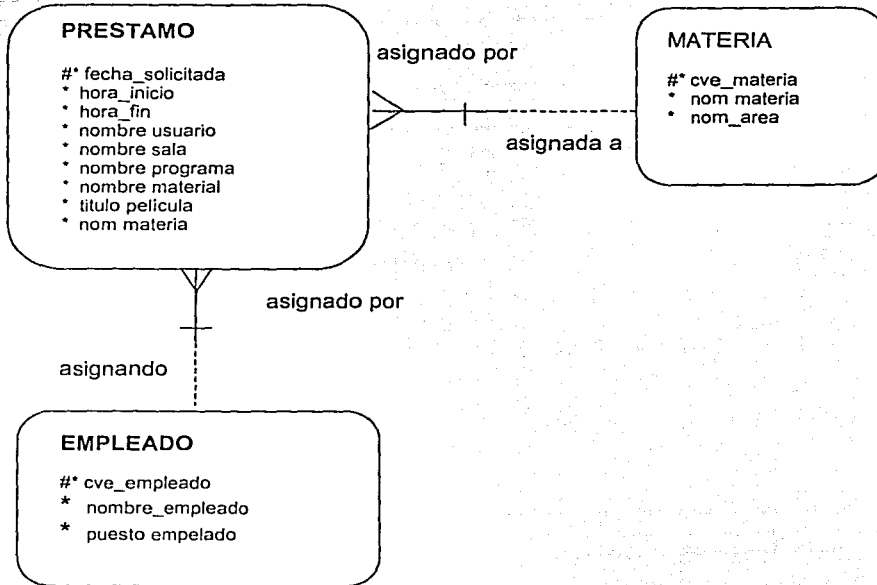 PRESTAMO
#* fecha_solicitada
* hora_inicio
* hora_fin
* nombre usuario
* nombre sala
* nombre programa
* nombre material
* titulo película
* nom materia
asignado por
asignada a
MATERIA
#* cve_materia
* nom materia
* nom_area
asignado por
asignando
EMPLEADO
#* cve_empleado
* nombre_empleado
* puesto empelado